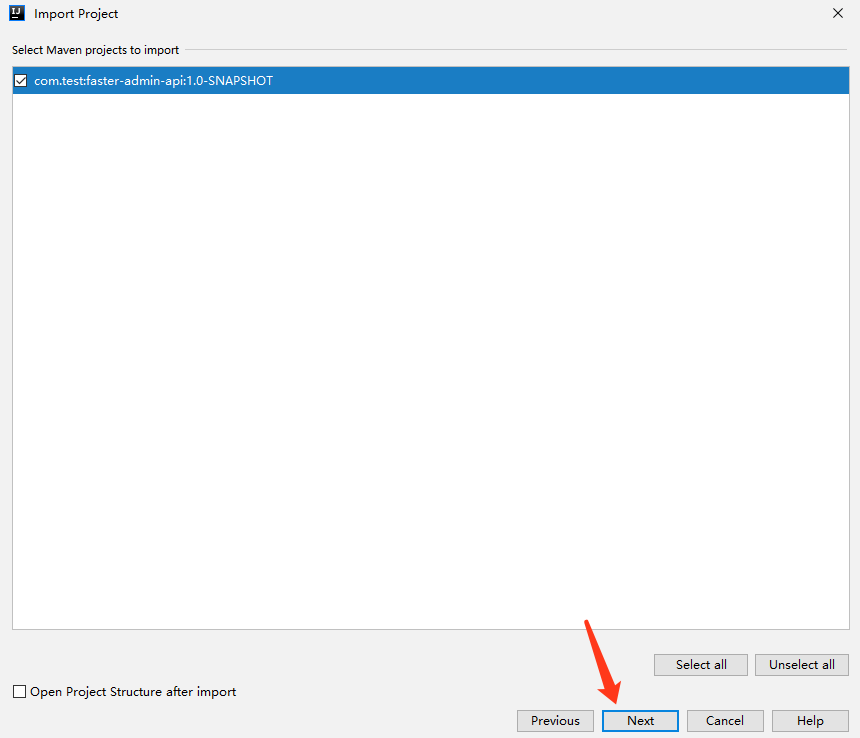 IJ Import Project
Select Maven projects to import
com.test:faster-admin-api:1.0-SNAPSHOT
Select all Unselect all
Open Project Structure after import
Previous Next Cancel Help